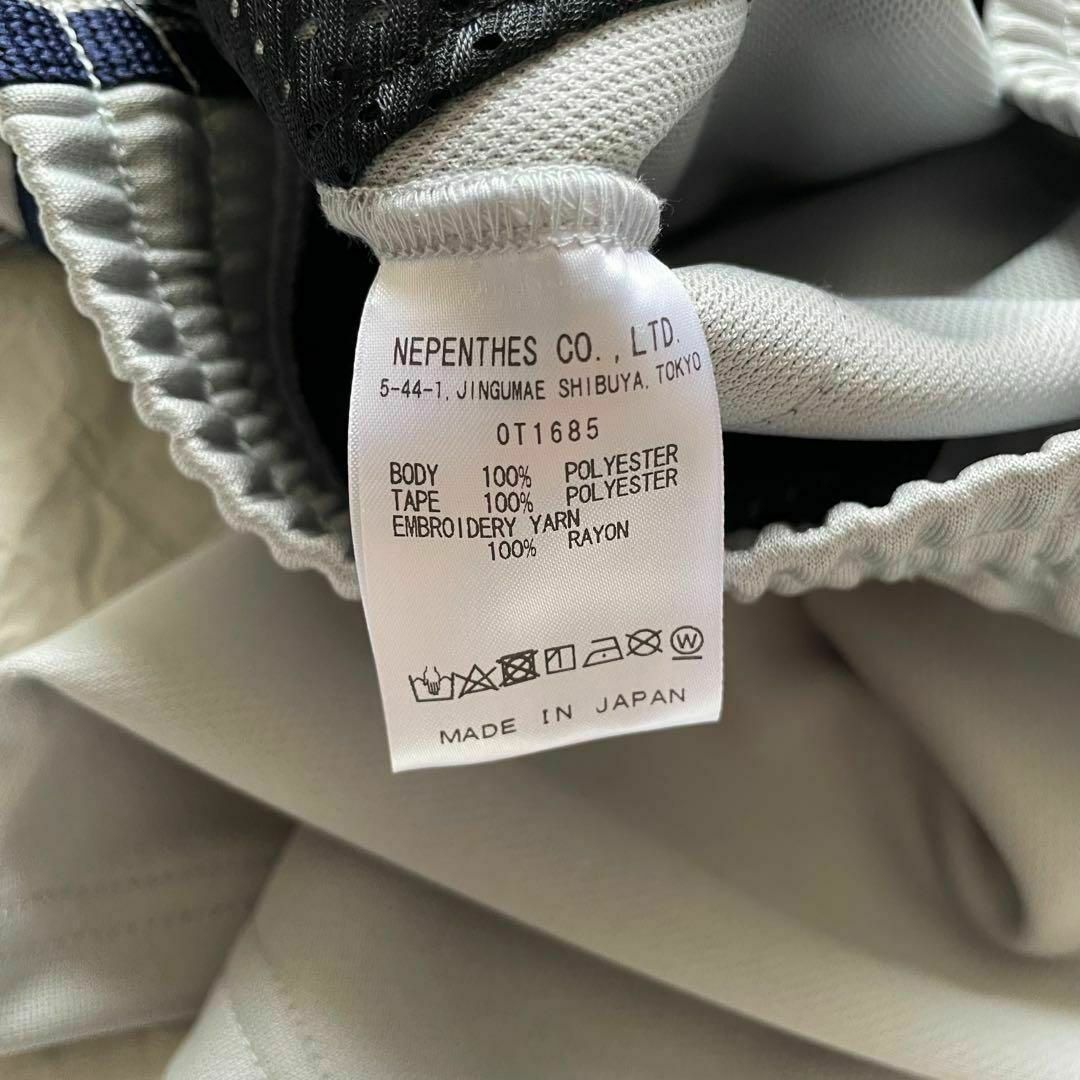 NEPENTHES CO.,LTD.
5-44-1, JINGUMAE SHIBUYA, TOKYO
OT1685
BODY 100% POLYESTER
TAPE 100% POLYESTER
EMBROIDERY YARN
100% RAYON
W
MADE IN JAPAN